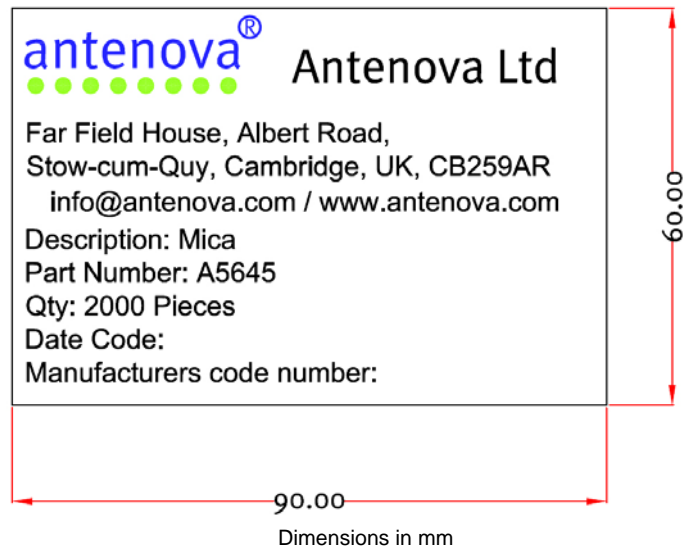 antenova®
Antenova Ltd
Far Field House, Albert Road,
Stow-cum-Quy, Cambridge, UK, CB259AR
info@antenova.com / www.antenova.com
Description: Mica
Part Number: A5645
Qty: 2000 Pieces
Date Code:
Manufacturers code number:
60.00
90.00
Dimensions in mm